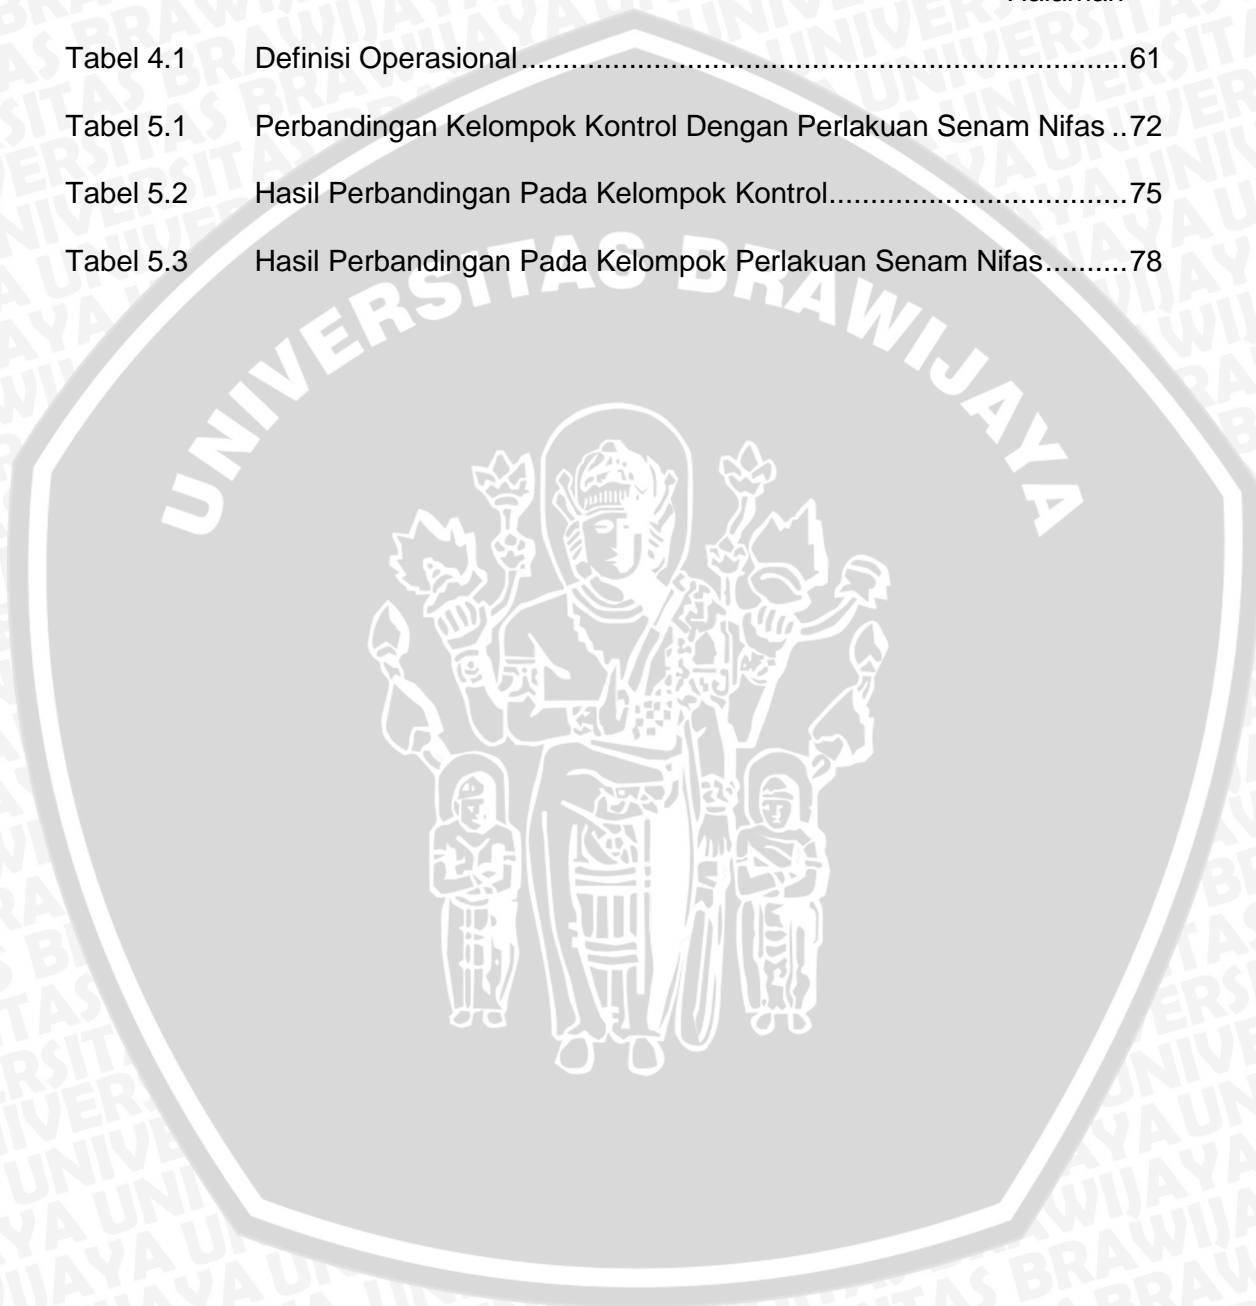 Halaman
Tabel 4.1 Definisi Operasional..........................................................................61
Tabel 5.1 Perbandingan Kelompok Kontrol Dengan Perlakuan Senam Nifas ..72
Tabel 5.2 Hasil Perbandingan Pada Kelompok Kontrol....................................75
Tabel 5.3 Hasil Perbandingan Pada Kelompok Perlakuan Senam Nifas..........78
UNIVERSITAS BRAWIJAYA